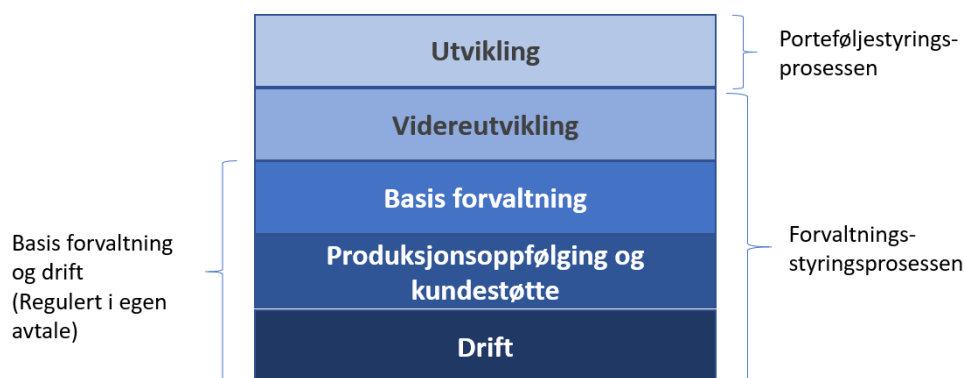 Utvikling
Porteføljestyrings-
prosessen
Videreutvikling
Basis forvaltning
Produksjonsoppfølging og
kundestøtte
Drift
Basis forvaltning
og drift
(Regulert i egen
avtale)
Forvaltnings-
styringsprosessen